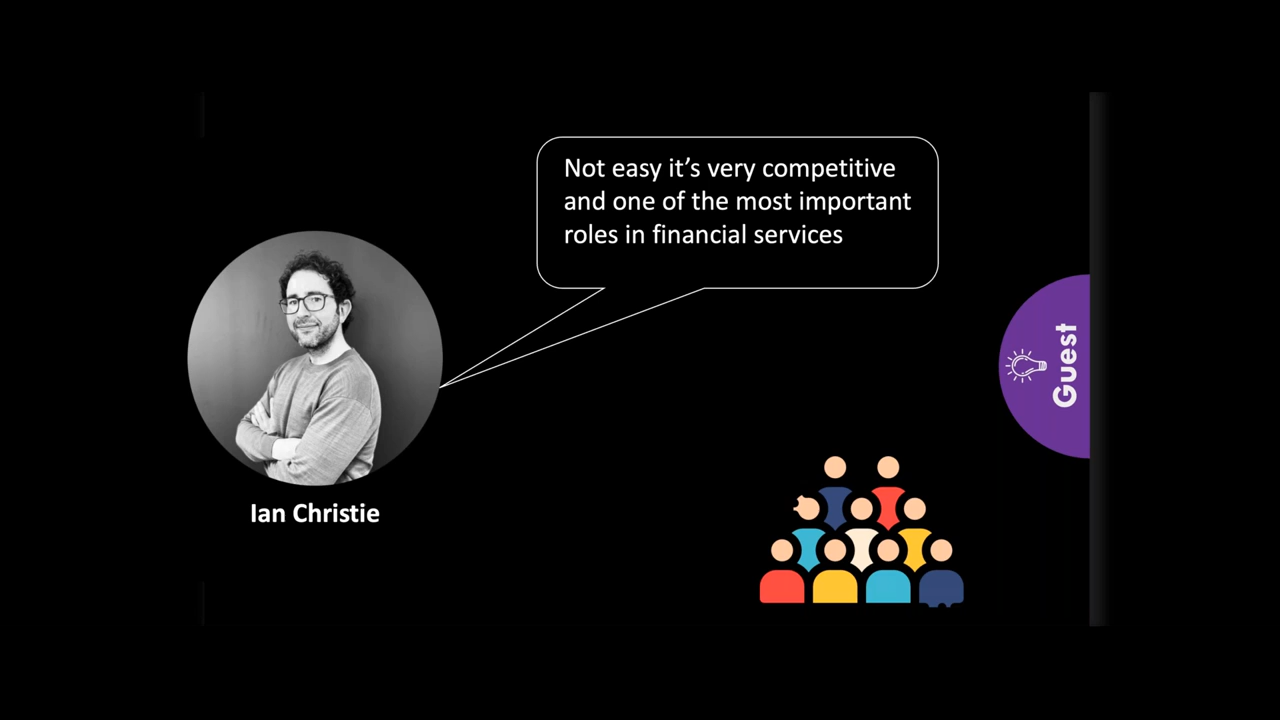 Not easy it’s very competitive
and one of the most important
roles in financial services
Guest
Ian Christie